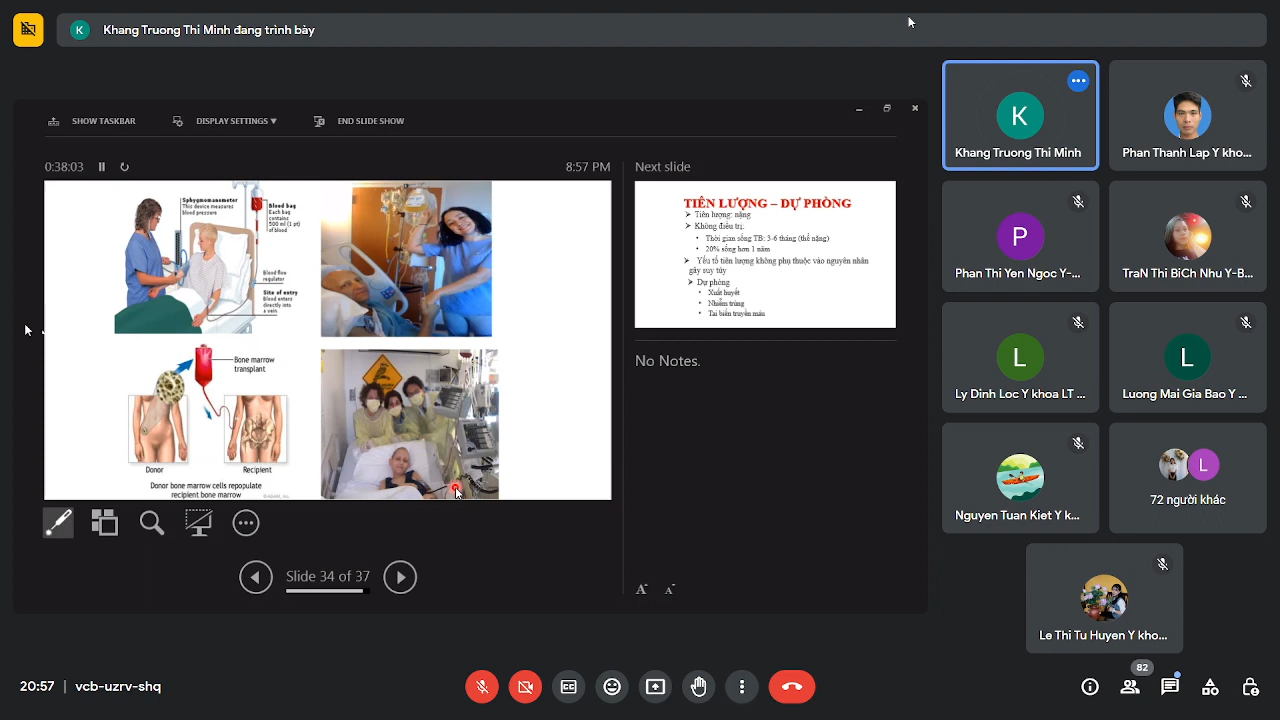 K Khang Truong Thi Minh đang trình bày
SHOW TASKBAR
DISPLAY SETTINGS ▼
END SLIDE SHOW
0:38:03
8:57 PM
Sphygmomanometer
This device measures
blood pressure
Blood bag
Each bag
contains
500 ml (1 pt)
of blood
Blood flow
regulator
Site of entry
Blood enters
directly into
a vein
Bone marrow
transplant
Donor
Recipient
Donor bone marrow cells repopulate
recipient bone marrow
©ADAM, Inc.
Slide 34 of 37
Next slide
TIÊN LƯỢNG – DỰ PHÒNG
➢ Tiên lượng: nặng
➢ Không điều trị:
• Thời gian sống TB: 3-6 tháng (thể nặng)
• 20% sống hơn 1 năm
➢ Yếu tố tiên lượng không phụ thuộc vào nguyên nhân
gây suy tủy
➢ Dự phòng
• Xuất huyết
• Nhiễm trùng
• Tai biến truyền máu
No Notes.
A A
K
Khang Truong Thi Minh
Phan Thanh Lap Y kho...
P
Phan Thi Yen Ngoc Y-...
Tran Thi BiCh Nhu Y-B...
L
Ly Dinh Loc Y khoa LT ...
L
Luong Mai Gia Bao Y ...
Nguyen Tuan Kiet Y k...
L
72 người khác
Le Thi Tu Huyen Y kho...
20:57 | vcb-uzrv-shq
82